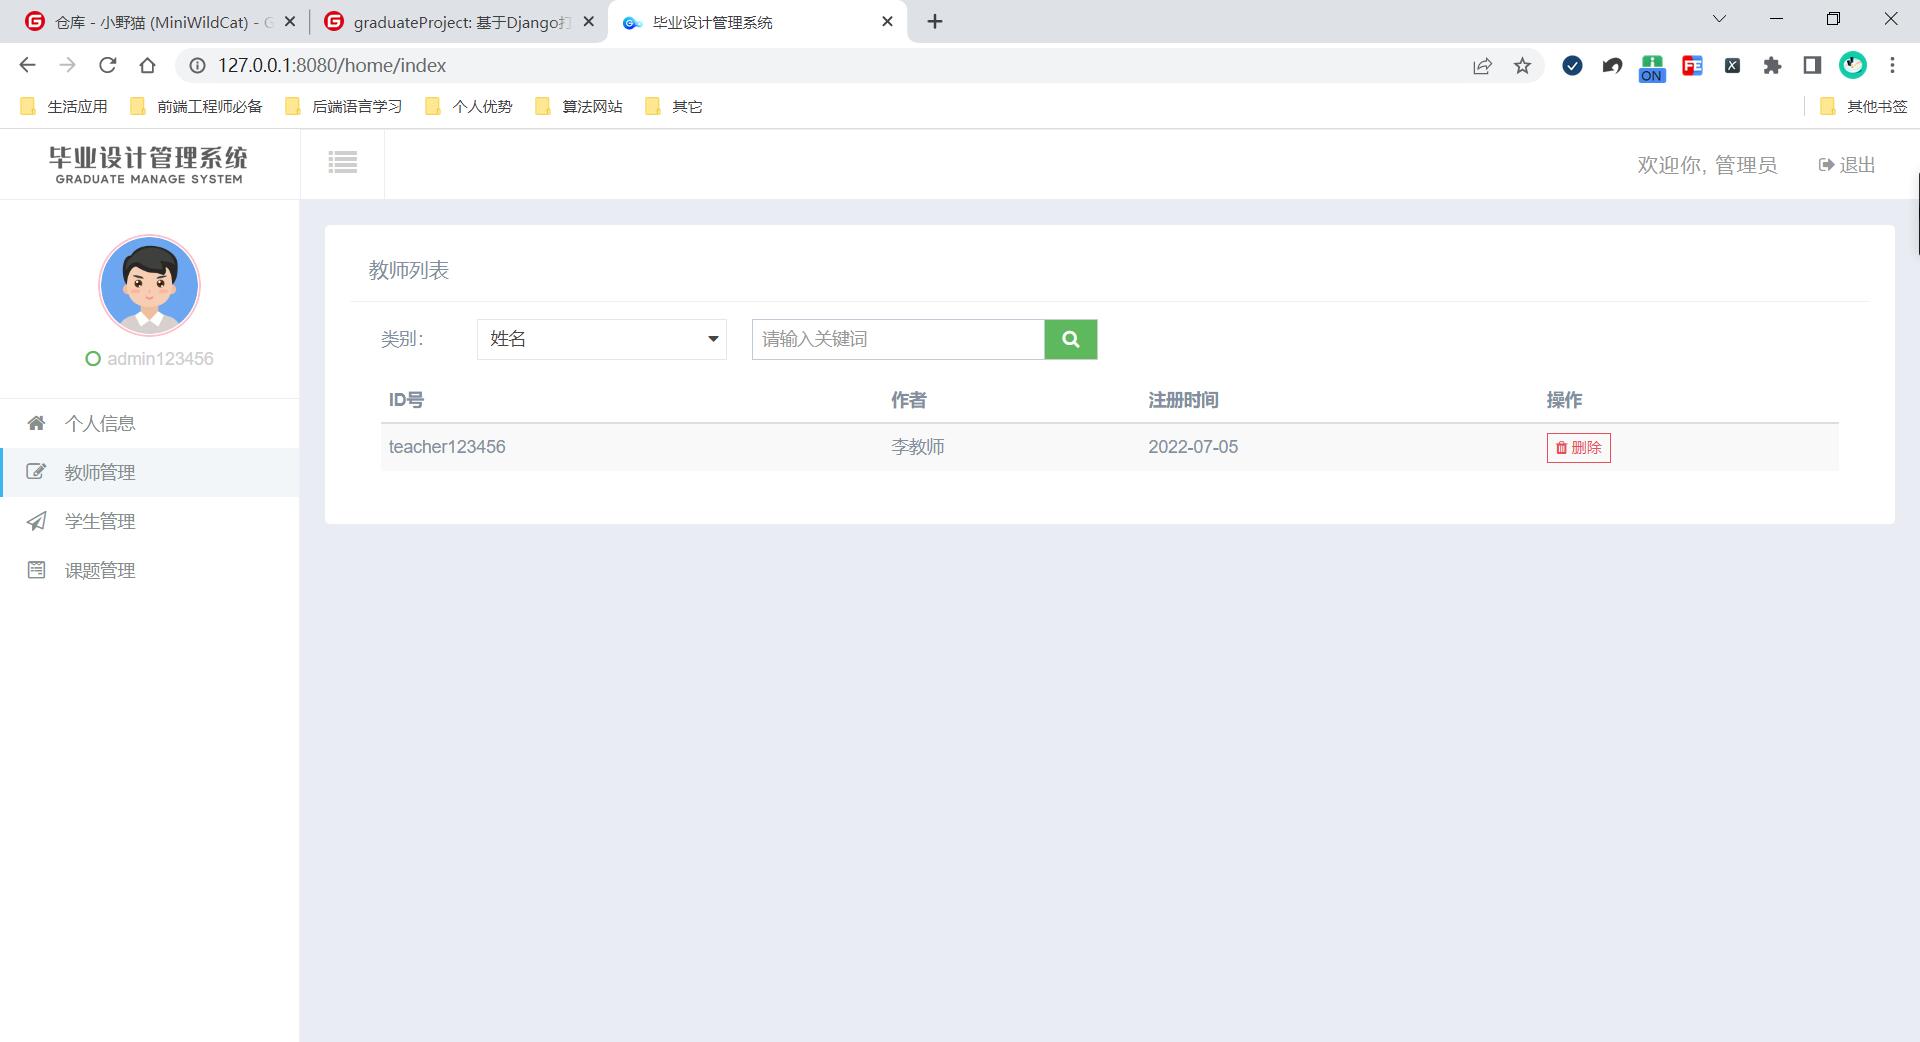 仓库 - 小野猫 (MiniWildCat) - G
graduateProject: 基于Django打
毕业设计管理系统
127.0.0.1:8080/home/index
ON
FE
X
生活应用
前端工程师必备
后端语言学习
个人优势
算法网站
其它
其他书签
毕业设计管理系统
GRADUATE MANAGE SYSTEM
欢迎你, 管理员
退出
admin123456
个人信息
教师管理
学生管理
课题管理
教师列表
类别：
姓名
请输入关键词
ID号 作者 注册时间 操作
teacher123456 李教师 2022-07-05 删除